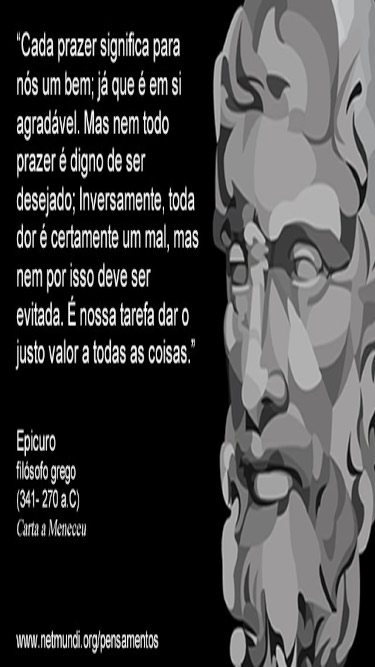 “Cada prazer significa para
nós um bem; já que é em si
agradável. Mas nem todo
prazer é digno de ser
desejado; Inversamente, toda
dor é certamente um mal, mas
nem por isso deve ser
evitada. É nossa tarefa dar o
justo valor a todas as coisas.”
Epicuro
filósofo grego
(341- 270 a.C)
Carta a Meneceu
www.netmundi.org/pensamentos